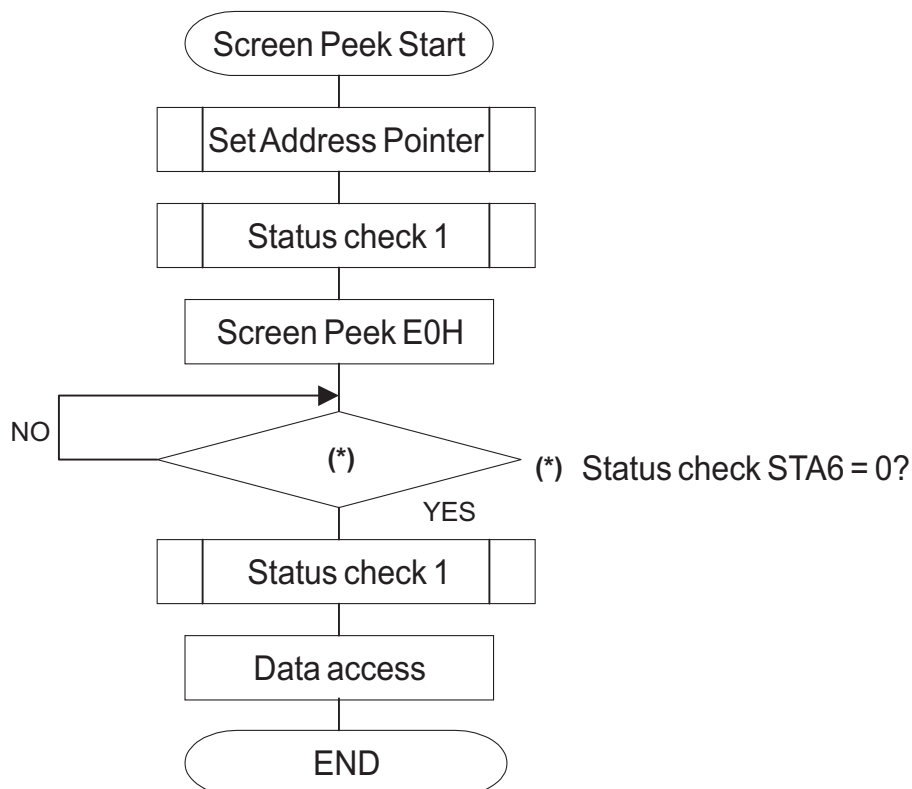 Screen Peek Start
Set Address Pointer
Status check 1
Screen Peek E0H
NO
(*)
(*) Status check STA6 = 0?
YES
Status check 1
Data access
END